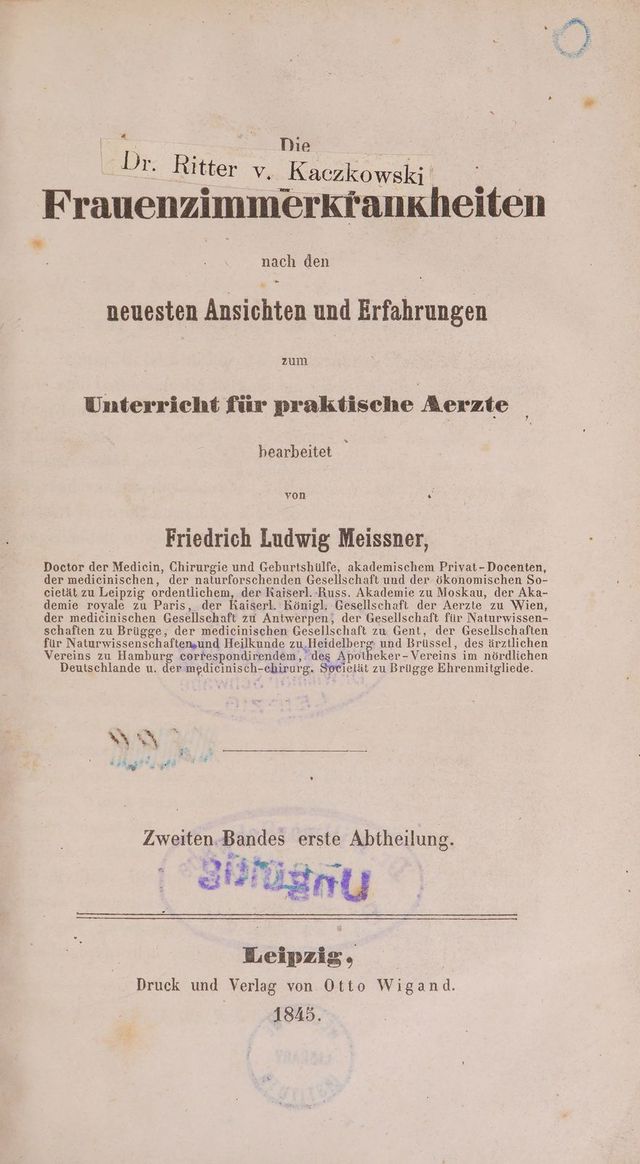 Die
Dr. Ritter v. Kaczkowski
Frauenzimmerkrankheiten
nach den
neuesten Ansichten und Erfahrungen
zum
Unterricht für praktische Aerzte
bearbeitet
von
Friedrich Ludwig Meissner,
Doctor der Medicin, Chirurgie und Geburtshülfe, akademischem Privat-Docenten,
der medicinischen, der naturforschenden Gesellschaft und der ökonomischen So-
cietät zu Leipzig ordentlichem, der Kaiserl. Russ. Akademie zu Moskau, der Aka-
demie royale zu Paris, der Kaiserl. Königl. Gesellschaft der Aerzte zu Wien,
der medicinischen Gesellschaft zu Antwerpen, der Gesellschaft für Naturwissen-
schaften zu Brügge, der medicinischen Gesellschaft zu Gent, der Gesellschaften
für Naturwissenschaften und Heilkunde zu Heidelberg und Brüssel, des ärztlichen
Vereins zu Hamburg correspondirendem, des Apotheker-Vereins im nördlichen
Deutschlande u. der medicinisch-chirurg. Societät zu Brügge Ehrenmitgliede.
LEIPZIG
Zweiten Bandes erste Abtheilung.
Ungültig
Leipzig,
Druck und Verlag von Otto Wigand.
1845.